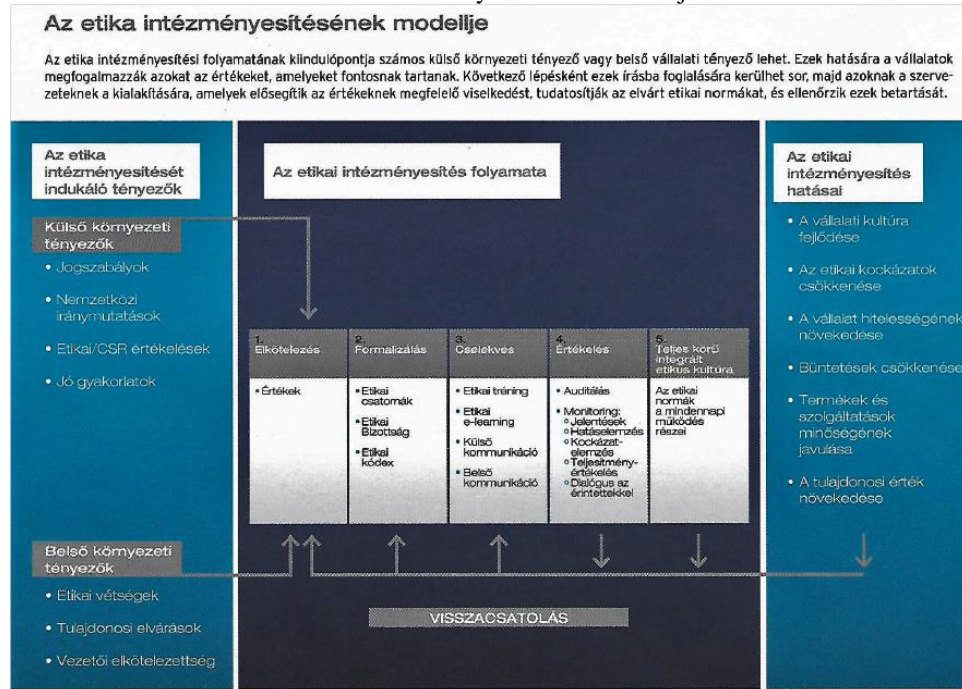 Az etika intézményesítésének modellje
Az etika intézményesítési folyamatának kiindulópontja számos külső környezeti tényező vagy belső vállalati tényező lehet. Ezek hatására a vállalatok
megfogalmazzák azokat az értékeket, amelyeket fontosnak tartanak. Következő lépésként ezek írásba foglalására kerülhet sor, majd azoknak a szerve-
zeteknek a kialakítására, amelyek elősegítik az értékeknek megfelelő viselkedést, tudatosítják az elvárt etikai normákat, és ellenőrzik ezek betartását.
Az etika
intézményesítését
indukáló tényezők
Külső környezeti
tényezők
• Jogszabályok
• Nemzetközi
iránymutatások
• Etikai/CSR értékelések
• Jó gyakorlatok
Belső környezeti
tényezők
• Etikai vétségek
• Tulajdonosi elvárások
• Vezetői elkötelezettség
Az etikai intézményesítés folyamata
1.
Elkötelezés
• Értékek
2.
Formalizálás
• Etikai
csatornák
• Etikai
Bizottság
• Etikai
kódex
3.
Cselekvés
• Etikai tréning
• Etikai
e-learning
• Külső
kommunikáció
• Belső
kommunikáció
4.
Értékelés
• Auditálás
• Monitoring:
o Jelentések
o Hatáselemzés
o Kockázat-
elemzés
o Teljesítmény-
értékelés
o Dialógus az
érintettekkel
5.
Teljes körű
integrált
etikus kultúra
Az etikai
normák
a mindennapi
működés
részei
VISSZACSATOLÁS
Az etikai
intézményesítés
hatásai
• A vállalati kultúra
fejlődése
• Az etikai kockázatok
csökkenése
• A vállalat hitelességének
növekedése
• Büntetések csökkenése
• Termékek és
szolgáltatások
minőségének
javulása
• A tulajdonosi érték
növekedése